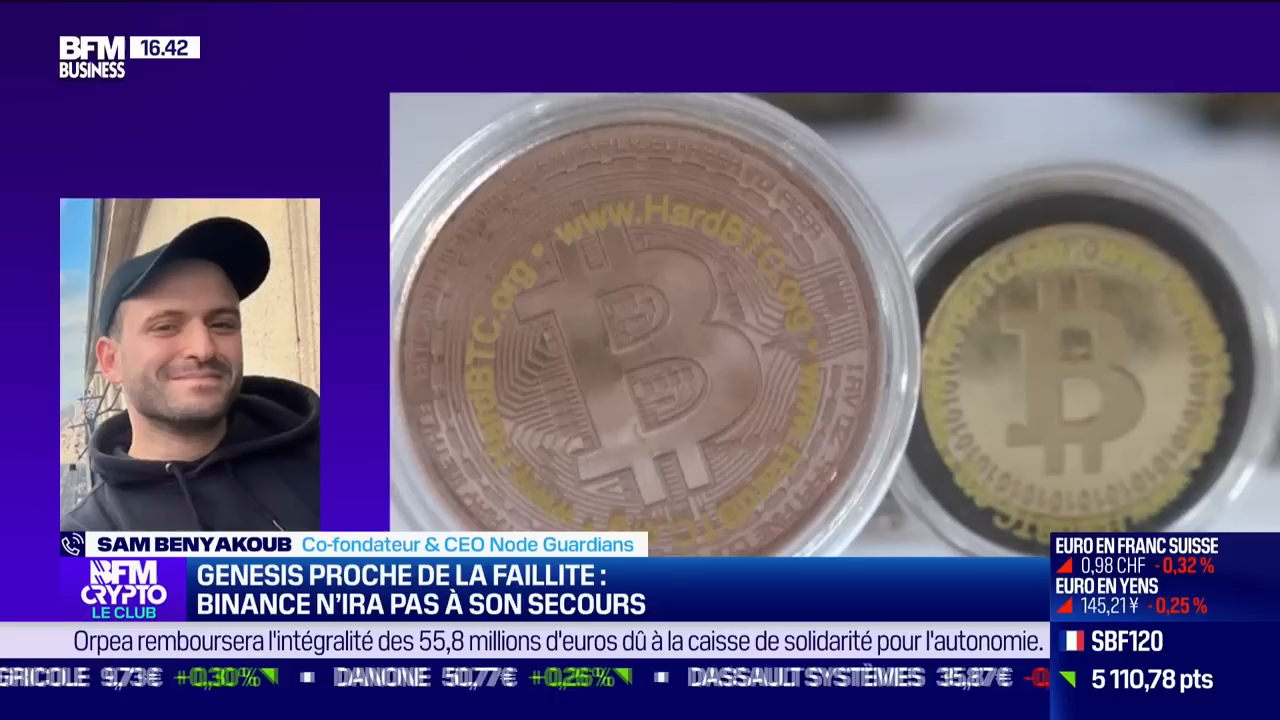 BFM 16.42
BUSINESS
www.HardBTC.org
SAM BENYAKOUB Co-fondateur & CEO Node Guardians
BFM
CRYPTO
LE CLUB
GENESIS PROCHE DE LA FAILLITE :
BINANCE N'IRA PAS À SON SECOURS
EURO EN FRANC SUISSE
0,98 CHF -0,32 %
EURO EN YENS
145,21 ¥ -0,25 %
Orpea remboursera l'intégralité des 55,8 millions d'euros dû à la caisse de solidarité pour l'autonomie.
SBF120
5 110,78 pts
GRICOLE 9,73€ +0,30% DANONE 50,77€ +0,26% DASSAULT SYSTÈMES 35,87€ -0